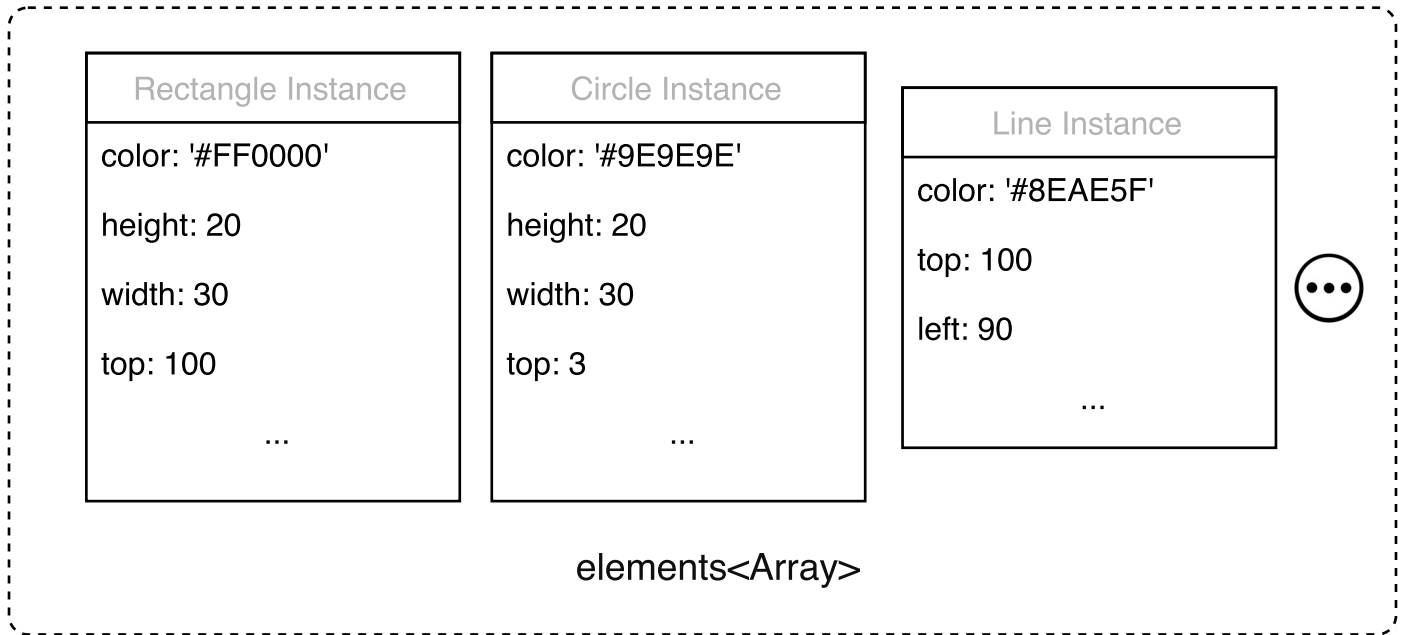 Rectangle Instance
color: '#FF0000'
height: 20
width: 30
top: 100
...
Circle Instance
color: '#9E9E9E'
height: 20
width: 30
top: 3
...
Line Instance
color: '#8EAE5F'
top: 100
left: 90
...
elements<Array>